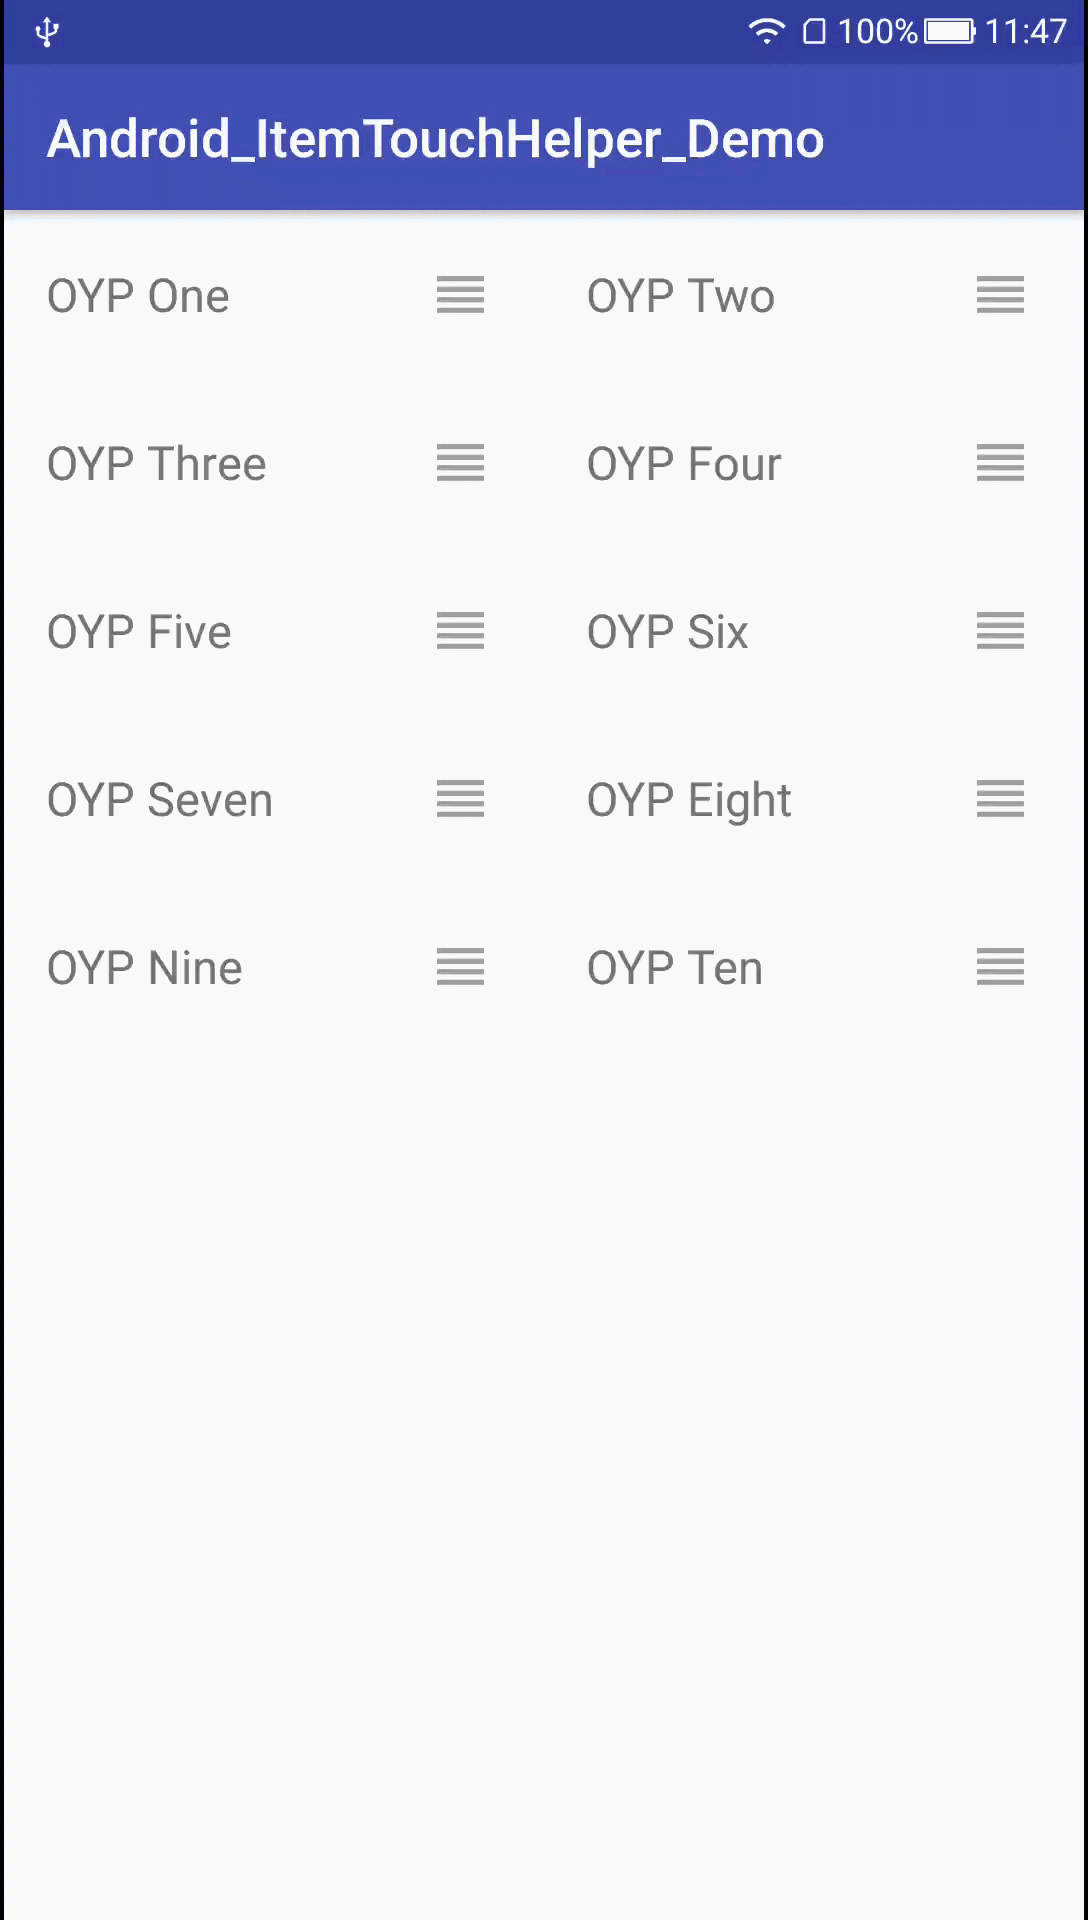 100% 11:47
Android_ItemTouchHelper_Demo
OYP One OYP Two
OYP Three OYP Four
OYP Five OYP Six
OYP Seven OYP Eight
OYP Nine OYP Ten